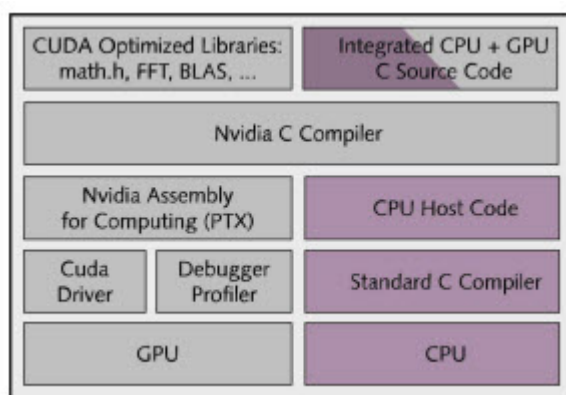 CUDA Optimized Libraries:
math.h, FFT, BLAS, ...
Integrated CPU + GPU
C Source Code
Nvidia C Compiler
Nvidia Assembly
for Computing (PTX)
CPU Host Code
Cuda
Driver
Debugger
Profiler
Standard C Compiler
GPU
CPU